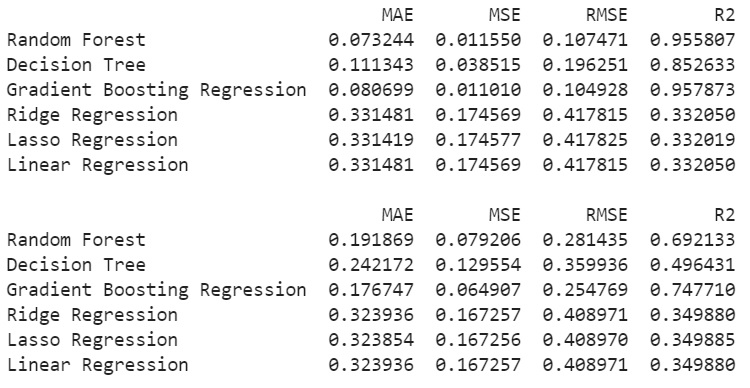 MAE MSE RMSE R2
Random Forest 0.073244 0.011550 0.107471 0.955807
Decision Tree 0.111343 0.038515 0.196251 0.852633
Gradient Boosting Regression 0.080699 0.011010 0.104928 0.957873
Ridge Regression 0.331481 0.174569 0.417815 0.332050
Lasso Regression 0.331419 0.174577 0.417825 0.332019
Linear Regression 0.331481 0.174569 0.417815 0.332050
MAE MSE RMSE R2
Random Forest 0.191869 0.079206 0.281435 0.692133
Decision Tree 0.242172 0.129554 0.359936 0.496431
Gradient Boosting Regression 0.176747 0.064907 0.254769 0.747710
Ridge Regression 0.323936 0.167257 0.408971 0.349880
Lasso Regression 0.323854 0.167256 0.408970 0.349885
Linear Regression 0.323936 0.167257 0.408971 0.349880